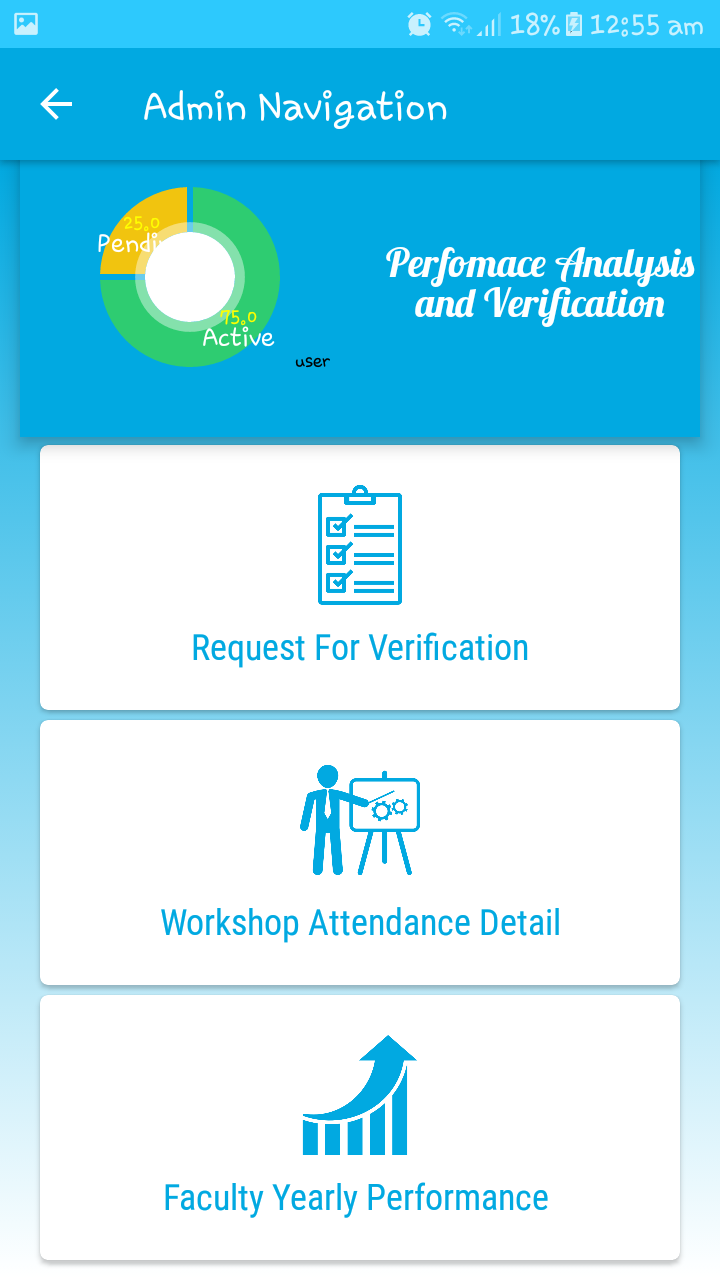 18% 12:55 am
Admin Navigation
25.0
Pendin
Perfomace Analysis
and Verification
75.0
Active
user
Request For Verification
Workshop Attendance Detail
Faculty Yearly Performance